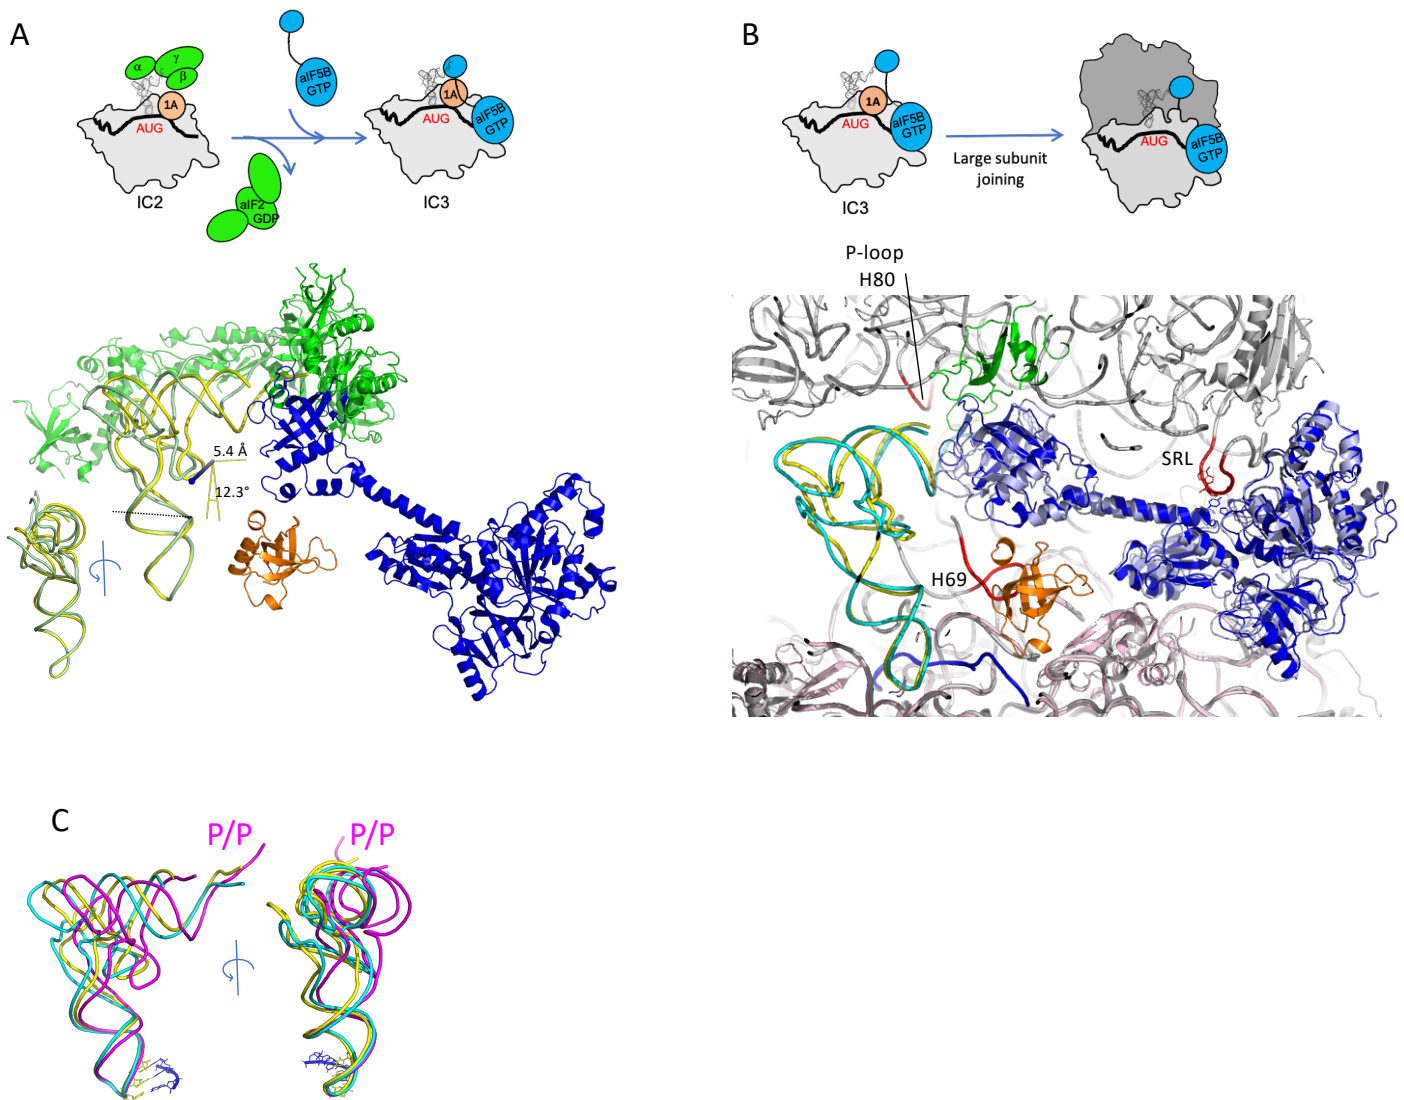 A
α
γ
β
1A
AUG
IC2
aIF5B
GTP
aIF2
GDP
1A
aIF5B
GTP
AUG
IC3
5.4 Å
12.3°
B
1A
aIF5B
GTP
AUG
IC3
Large subunit
joining
aIF5B
GTP
AUG
P-loop
H80
SRL
H69
C
P/P
P/P